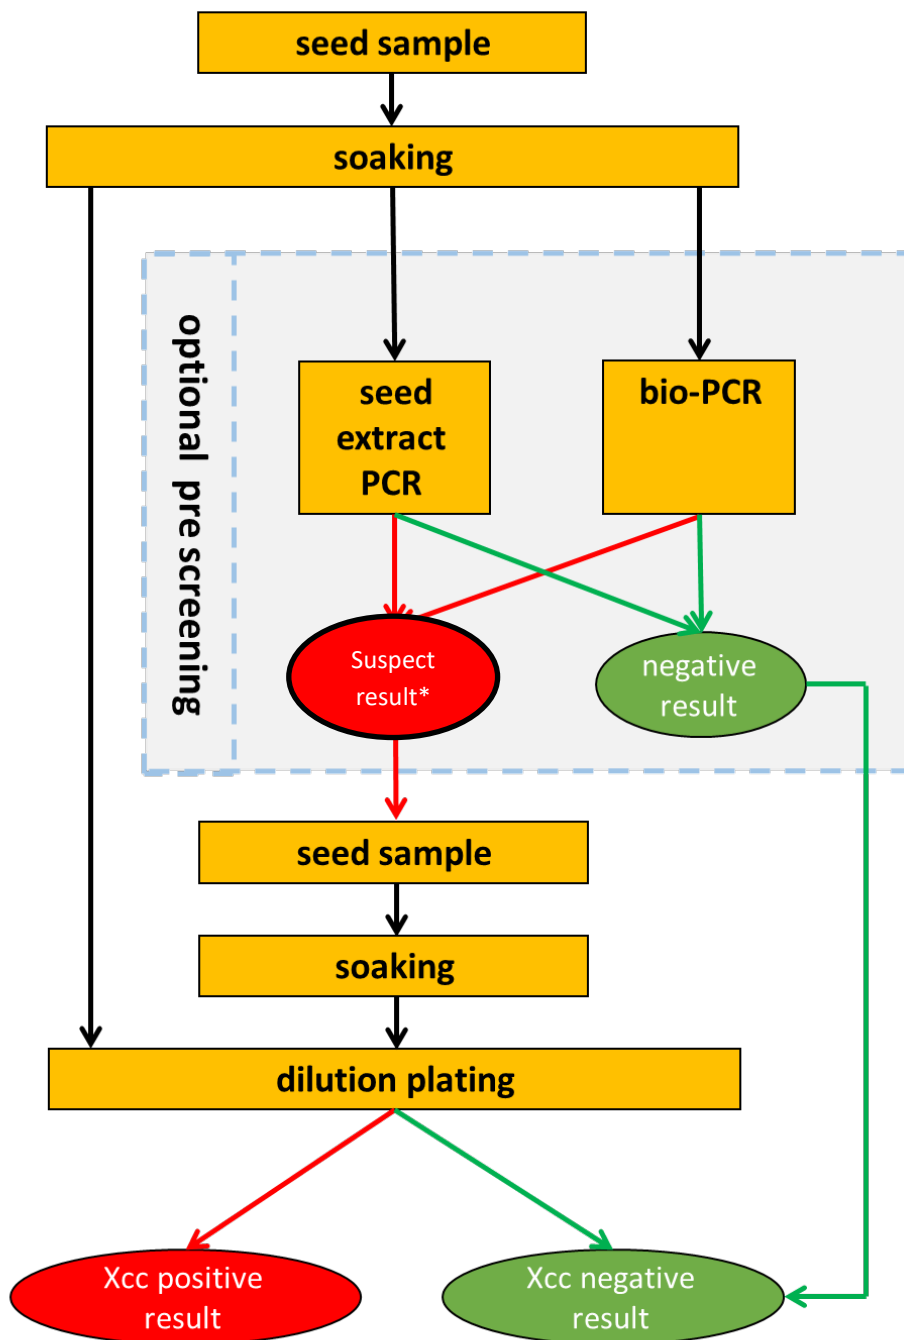 seed sample
soaking
optional pre screening
seed
extract
PCR
bio-PCR
Suspect
result*
negative
result
seed sample
soaking
dilution plating
Xcc positive
result
Xcc negative
result